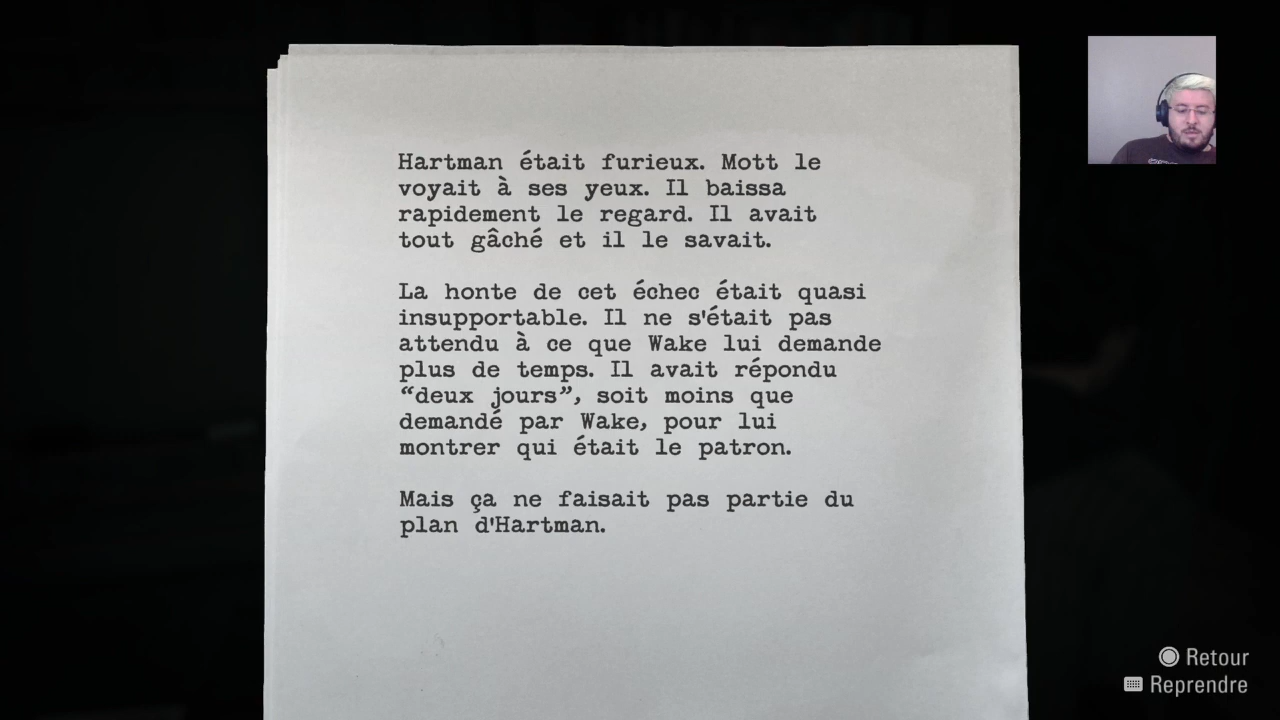 Hartman était furieux. Mott le
voyait à ses yeux. Il baissa
rapidement le regard. Il avait
tout gâché et il le savait.
La honte de cet échec était quasi
insupportable. Il ne s'était pas
attendu à ce que Wake lui demande
plus de temps. Il avait répondu
“deux jours”, soit moins que
demandé par Wake, pour lui
montrer qui était le patron.
Mais ça ne faisait pas partie du
plan d'Hartman.
Retour
Reprendre